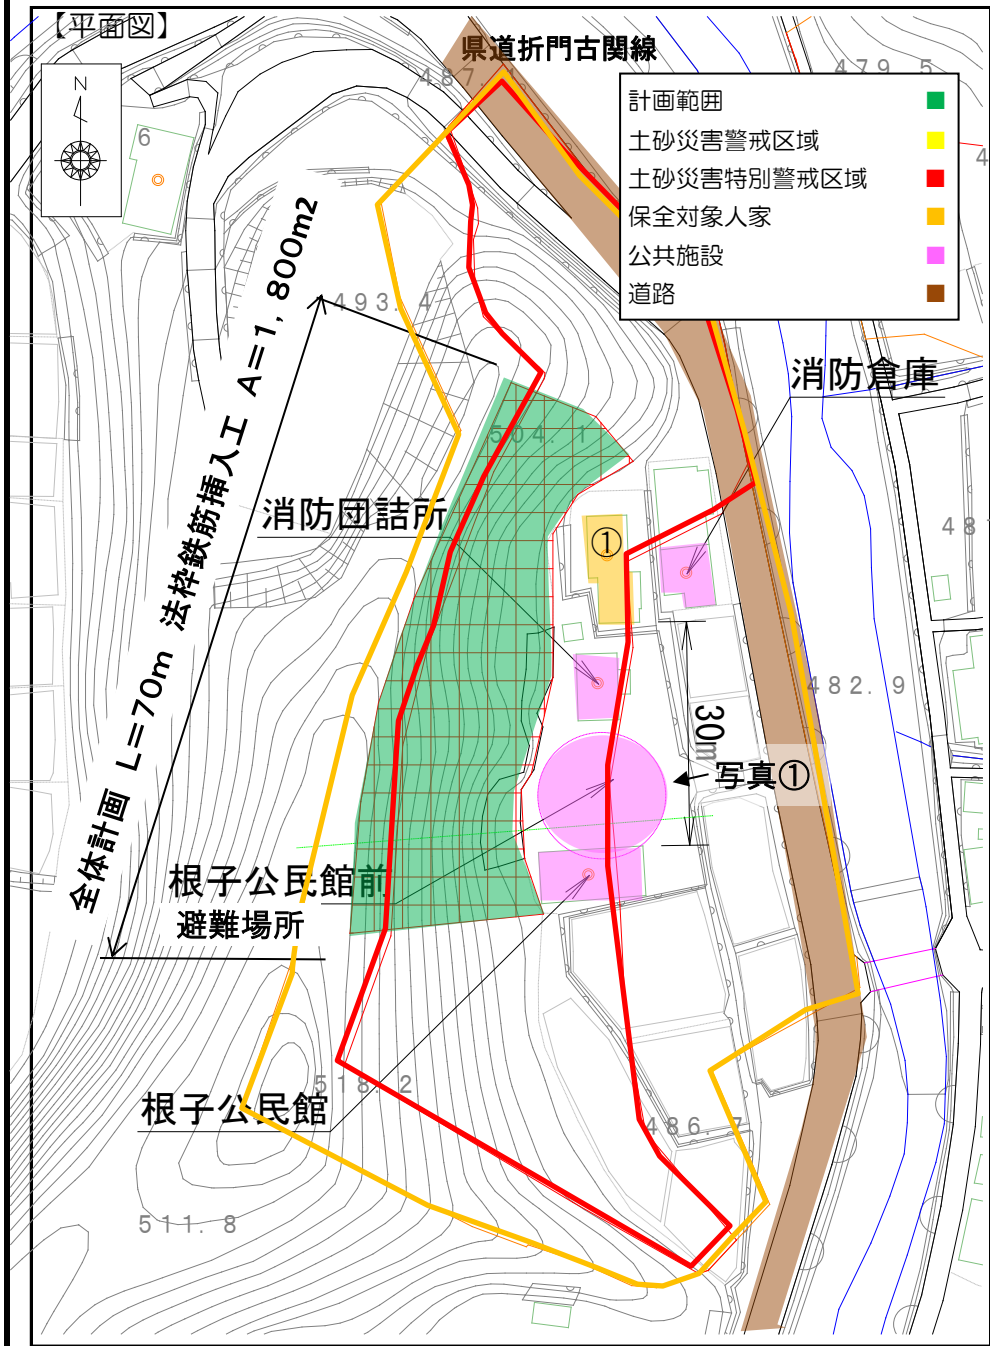 【平面図】
県道折門古関線
N
487.4
479.5
計画範囲
土砂災害警戒区域
土砂災害特別警戒区域
保全対象人家
公共施設
道路
6
493.4
消防倉庫
504.1
消防団詰所
①
48
482.9
30m
写真①
全体計画 L=70m 法枠鉄筋挿入工 A=1,800m2
根子公民館前
避難場所
518.2
根子公民館
486.7
511.8